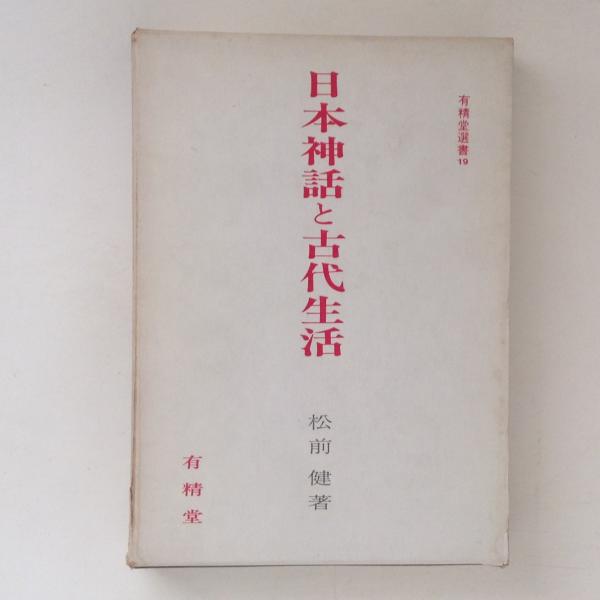 有精堂選書19
日本神話と古代生活
松前健著
有精堂